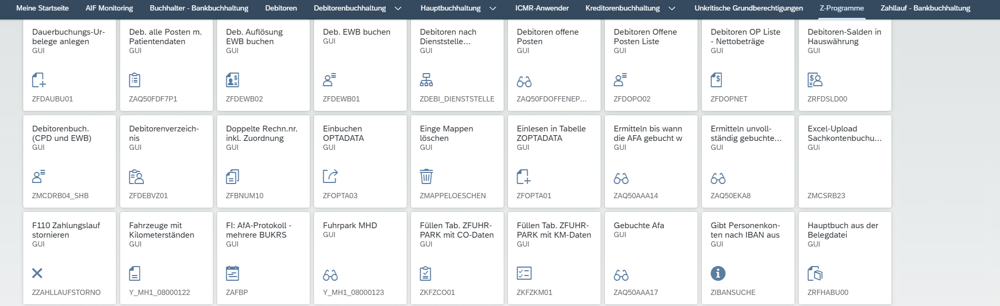 Meine Startseite AIF Monitoring Buchhalter - Bankbuchhaltung Debitoren Debitorenbuchhaltung Hauptbuchhaltung ICMR-Anwender Kreditorenbuchhaltung Unkritische Grundberechtigungen Z-Programme Zahllauf - Bankbuchhaltung
Dauerbuchungs-Ur-
belege anlegen
GUI
ZFDAUBU01
Deb. alle Posten m.
Patientendaten
GUI
ZAQ50FDF7P1
Deb. Auflösung
EWB buchen
GUI
ZFDEWB02
Deb. EWB buchen
GUI
ZFDEWB01
Debitoren nach
Dienststelle...
GUI
ZDEBI_DIENSTSTELLE
Debitoren offene
Posten
GUI
ZAQ50FDOFFENEP...
Debitoren Offene
Posten Liste
GUI
ZFDOPO02
Debitoren OP Liste
- Nettobeträge
GUI
ZFDOPNET
Debitoren-Salden in
Hauswährung
GUI
ZRFDSLD00
Debitorenbuch.
(CPD und EWB)
GUI
ZMCDRB04_SHB
Debitorenverzeich-
nis
GUI
ZFDEBVZ01
Doppelte Rechn.nr.
inkl. Zuordnung
GUI
ZFBNUM10
Einbuchen
OPTADATA
GUI
ZFOPTA03
Einge Mappen
löschen
GUI
ZMAPPELOESCHEN
Einlesen in Tabelle
ZOPTADATA
GUI
ZFOPTA01
Ermitteln bis wann
die AFA gebucht w
GUI
ZAQ50AAA14
Ermitteln unvoll-
ständig gebuchte...
GUI
ZAQ50EKA8
Excel-Upload
Sachkontenbuchu...
GUi
ZMCSRB23
F110 Zahlungslauf
stornieren
GUI
ZZAHLLAUFSTORNO
Fahrzeuge mit
Kilometerständen
GUI
Y_MH1_08000122
FI: AfA-Protokoll -
mehrere BUKRS
GUI
ZAFBP
Fuhrpark MHD
GUI
Y_MH1_08000123
Füllen Tab. ZFUHR-
PARK mit CO-Daten
GUI
ZKFZCO01
Füllen Tab. ZFUHR-
PARK mit KM-Daten
GUI
ZKFZKM01
Gebuchte Afa
GUI
ZAQ50AAA17
Gibt Personenkon-
ten nach IBAN aus
GUI
ZIBANSUCHE
Hauptbuch aus der
Belegdatei
GUI
ZRFHABU00